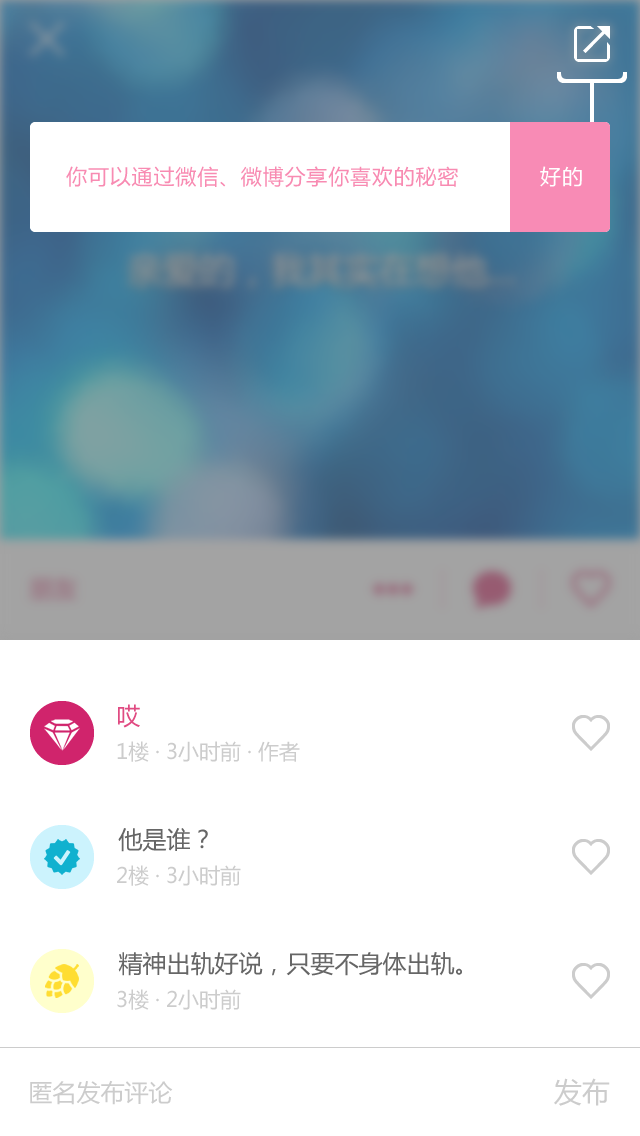 你可以通过微信、微博分享你喜欢的秘密
好的
亲爱的，我其实在想他...
朋友
哎
1楼 · 3小时前 · 作者
他是谁？
2楼 · 3小时前
精神出轨好说，只要不身体出轨。
3楼 · 2小时前
匿名发布评论
发布